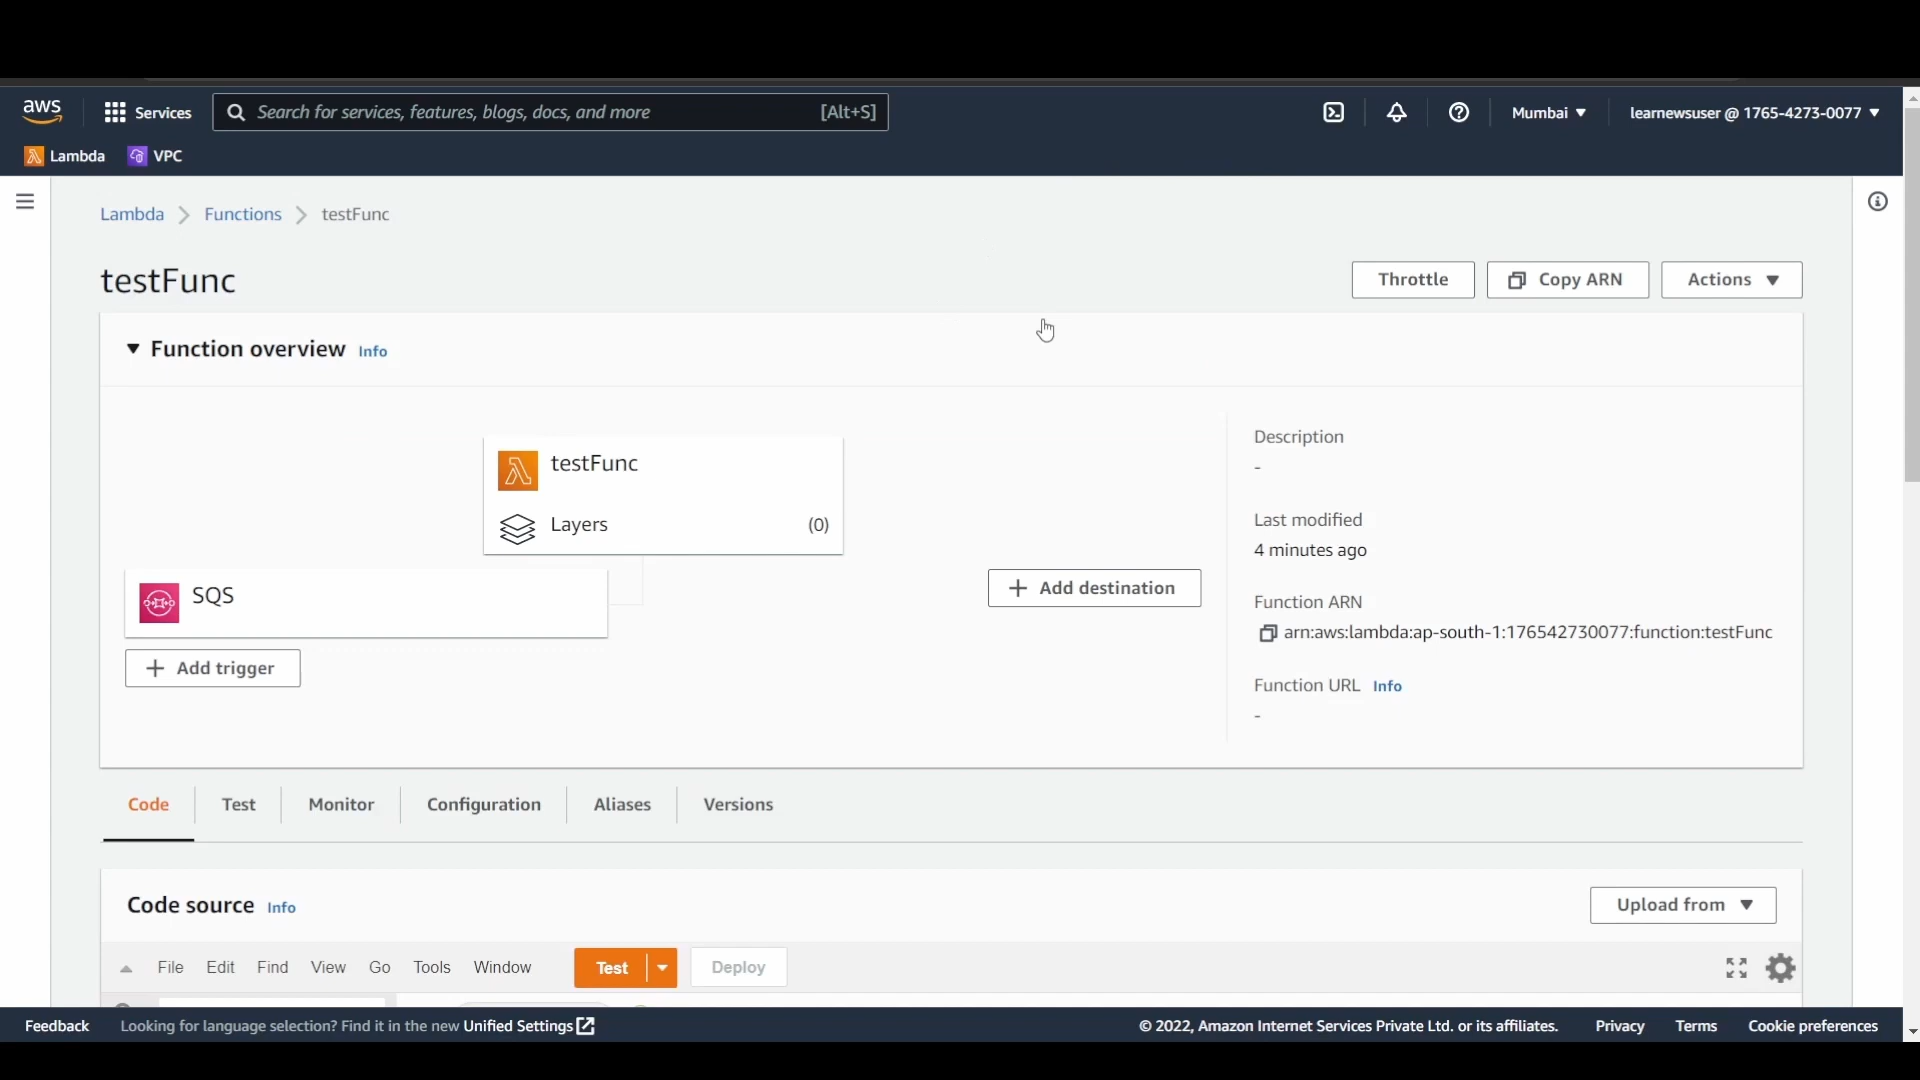 aws
Services
Search for services, features, blogs, docs, and more [Alt+S]
Mumbai ▼
learnewsuser @ 1765-4273-0077 ▼
Lambda
VPC
Lambda > Functions > testFunc
testFunc
Throttle
Copy ARN
Actions ▼
▼ Function overview Info
testFunc
Layers (0)
SQS
+ Add trigger
+ Add destination
Description
-
Last modified
4 minutes ago
Function ARN
arn:aws:lambda:ap-south-1:176542730077:function:testFunc
Function URL Info
-
Code Test Monitor Configuration Aliases Versions
Code source Info
Upload from ▼
File Edit Find View Go Tools Window Test Deploy
Feedback Looking for language selection? Find it in the new Unified Settings
© 2022, Amazon Internet Services Private Ltd. or its affiliates. Privacy Terms Cookie preferences